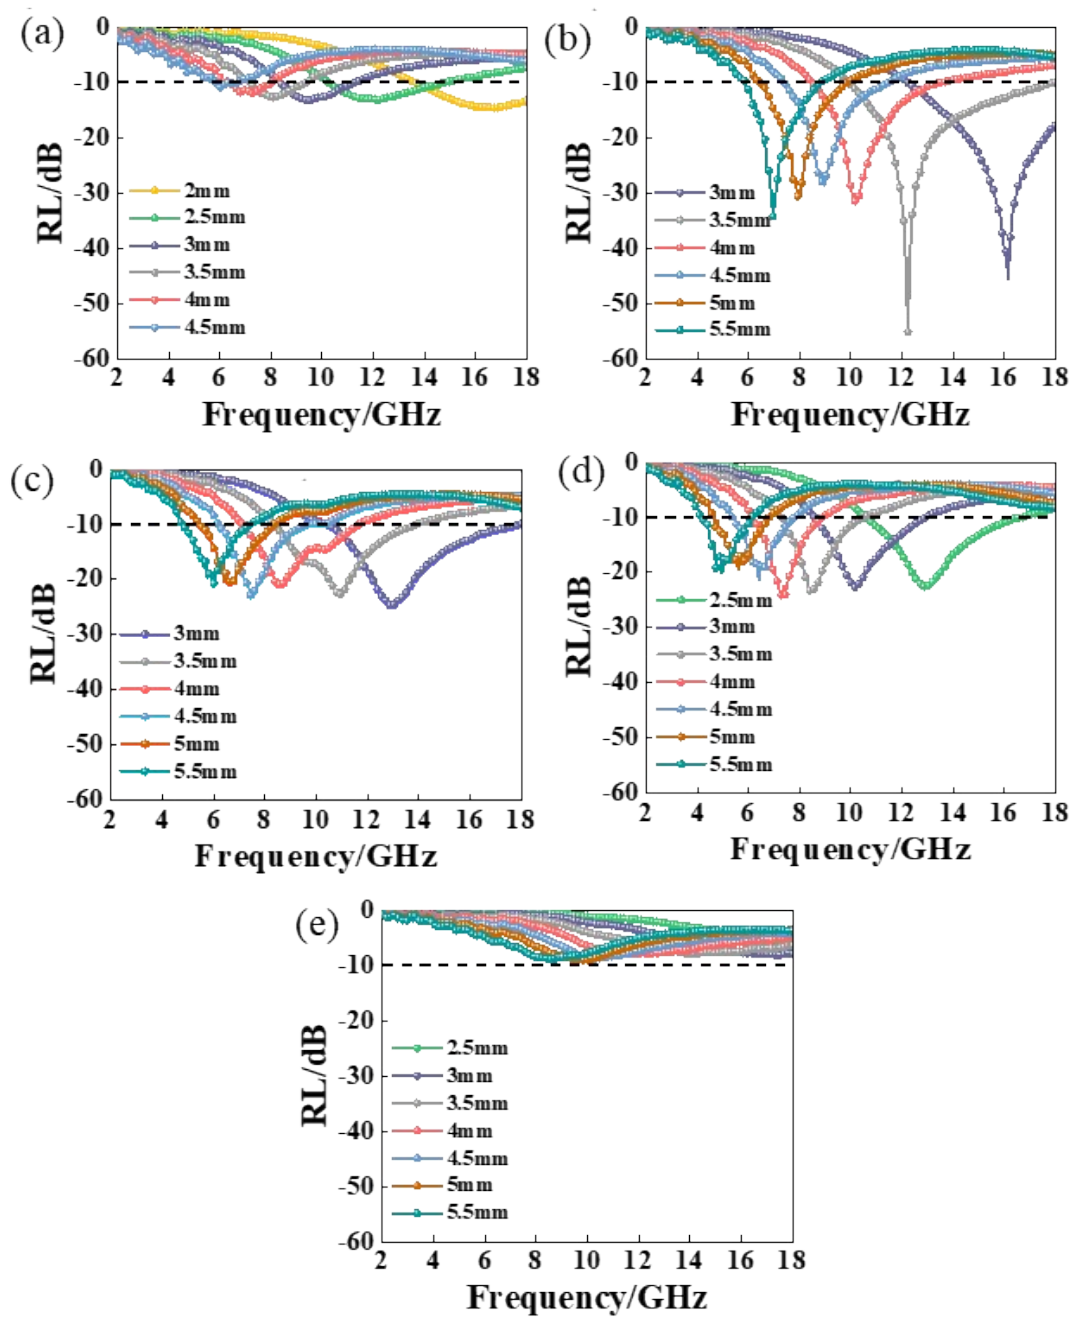 (a)
0
-10
-20
-30
-40
-50
-60
RL/dB
2mm
2.5mm
3mm
3.5mm
4mm
4.5mm
2 4 6 8 10 12 14 16 18
Frequency/GHz
(b)
0
-10
-20
-30
-40
-50
-60
RL/dB
3mm
3.5mm
4mm
4.5mm
5mm
5.5mm
2 4 6 8 10 12 14 16 18
Frequency/GHz
(c)
0
-10
-20
-30
-40
-50
-60
RL/dB
3mm
3.5mm
4mm
4.5mm
5mm
5.5mm
2 4 6 8 10 12 14 16 18
Frequency/GHz
(d)
0
-10
-20
-30
-40
-50
-60
RL/dB
2.5mm
3mm
3.5mm
4mm
4.5mm
5mm
5.5mm
2 4 6 8 10 12 14 16 18
Frequency/GHz
(e)
0
-10
-20
-30
-40
-50
-60
RL/dB
2.5mm
3mm
3.5mm
4mm
4.5mm
5mm
5.5mm
2 4 6 8 10 12 14 16 18
Frequency/GHz